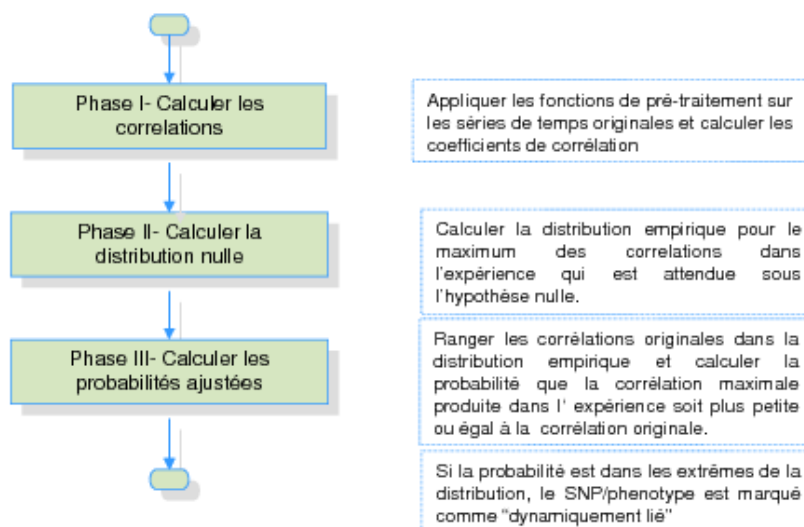 Phase I- Calculer les
correlations
Appliquer les fonctions de pré-traitement sur
les séries de temps originales et calculer les
coefficients de corrélation
Phase II- Calculer la
distribution nulle
Calculer la distribution empirique pour le
maximum des correlations dans
l'expérience qui est attendue sous
l'hypothèse nulle.
Phase III- Calculer les
probabilités ajustées
Ranger les corrélations originales dans la
distribution empirique et calculer la
probabilité que la corrélation maximale
produite dans l' expérience soit plus petite
ou égal à la corrélation originale.
Si la probabilité est dans les extrêmes de la
distribution, le SNP/phenotype est marqué
comme "dynamiquement lié"